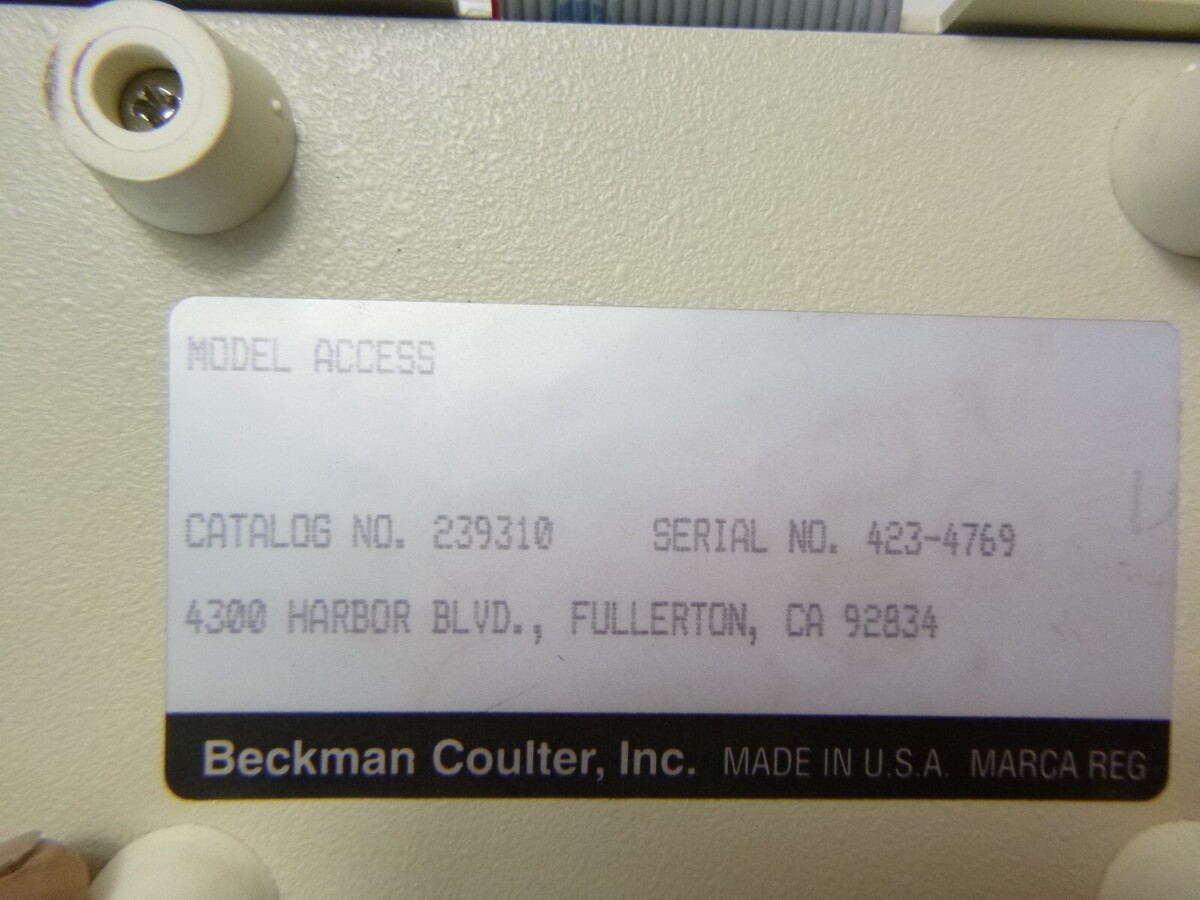 MODEL ACCESS
CATALOG NO. 239310 SERIAL NO. 423-4769
4300 HARBOR BLVD., FULLERTON, CA 92834
Beckman Coulter, Inc. MADE IN U.S.A. MARCA REG